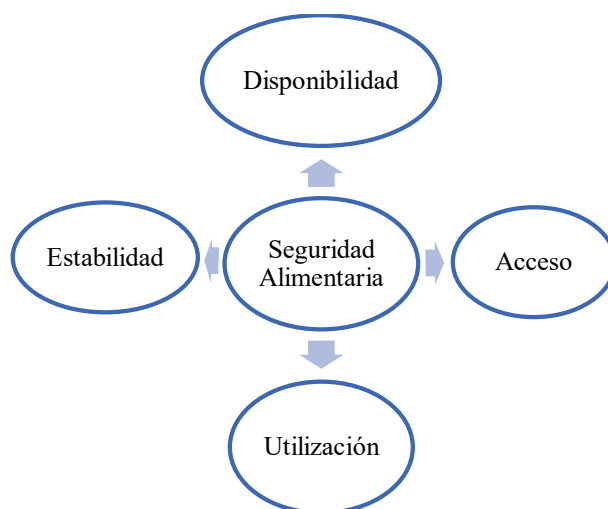 Disponibilidad
Estabilidad
Seguridad
Alimentaria
Acceso
Utilización